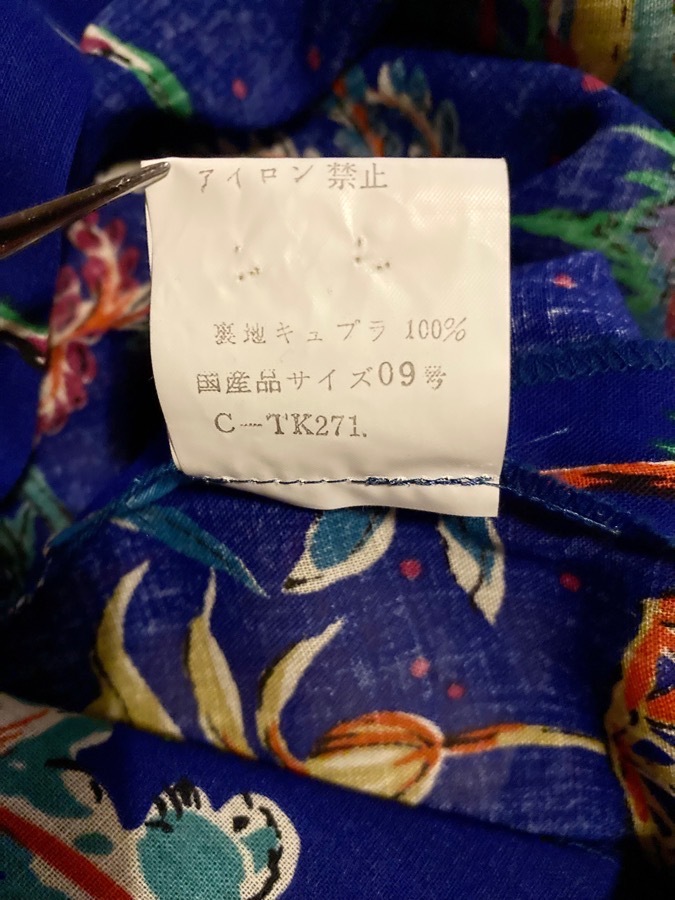 アイロン禁止
裏地キュプラ 100%
国産品サイズ09号
C－TK271.